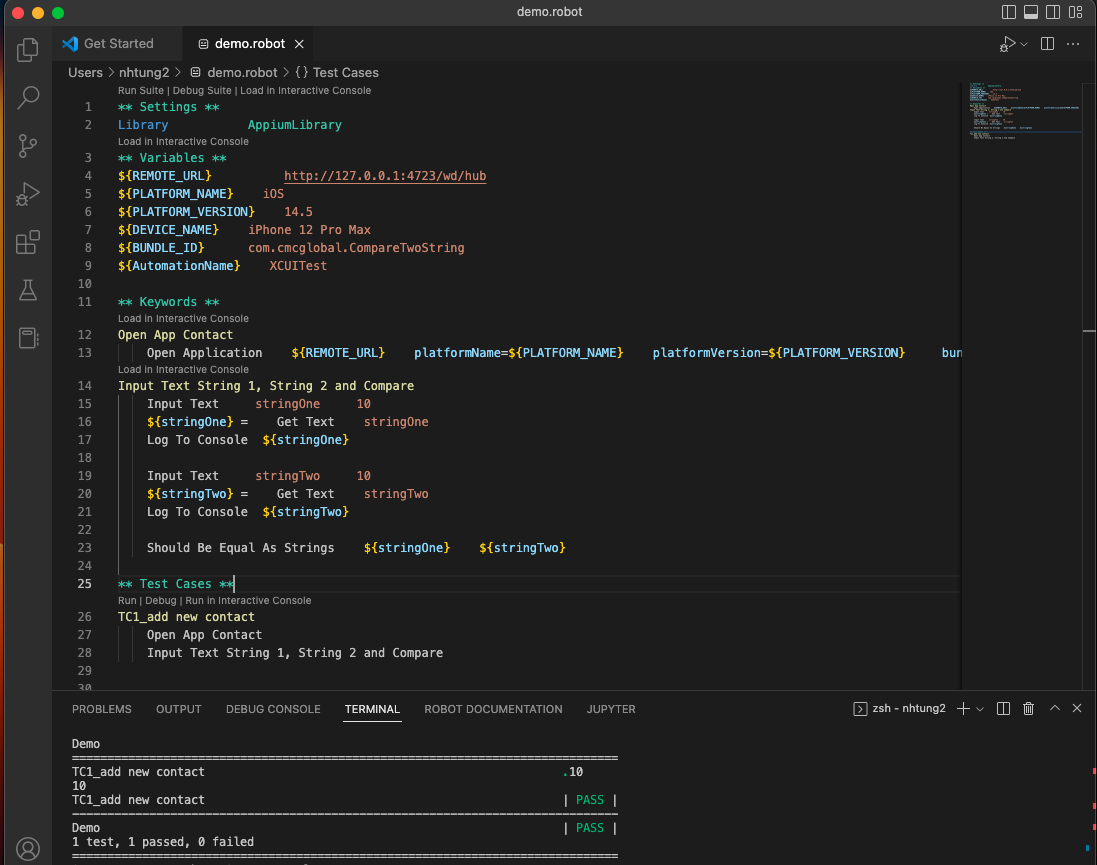 demo.robot
Get Started
demo.robot
Users > nhtung2 > demo.robot > {} Test Cases
Run Suite | Debug Suite | Load in Interactive Console
1 ** Settings **
2 Library AppiumLibrary
Load in Interactive Console
3 ** Variables **
4 ${REMOTE_URL} http://127.0.0.1:4723/wd/hub
5 ${PLATFORM_NAME} iOS
6 ${PLATFORM_VERSION} 14.5
7 ${DEVICE_NAME} iPhone 12 Pro Max
8 ${BUNDLE_ID} com.cmcglobal.CompareTwoString
9 ${AutomationName} XCUITest
10
11 ** Keywords **
Load in Interactive Console
12 Open App Contact
13 Open Application ${REMOTE_URL} platformName=${PLATFORM_NAME} platformVersion=${PLATFORM_VERSION} bun
Load in Interactive Console
14 Input Text String 1, String 2 and Compare
15 Input Text stringOne 10
16 ${stringOne} = Get Text stringOne
17 Log To Console ${stringOne}
18
19 Input Text stringTwo 10
20 ${stringTwo} = Get Text stringTwo
21 Log To Console ${stringTwo}
22
23 Should Be Equal As Strings ${stringOne} ${stringTwo}
24
25 ** Test Cases **
Run | Debug | Run in Interactive Console
26 TC1_add new contact
27 Open App Contact
28 Input Text String 1, String 2 and Compare
29
30
PROBLEMS OUTPUT DEBUG CONSOLE TERMINAL ROBOT DOCUMENTATION JUPYTER zsh - nhtung2
Demo
==============================================================================
TC1_add new contact .10
10
TC1_add new contact | PASS |
------------------------------------------------------------------------------
Demo | PASS |
1 test, 1 passed, 0 failed
==============================================================================